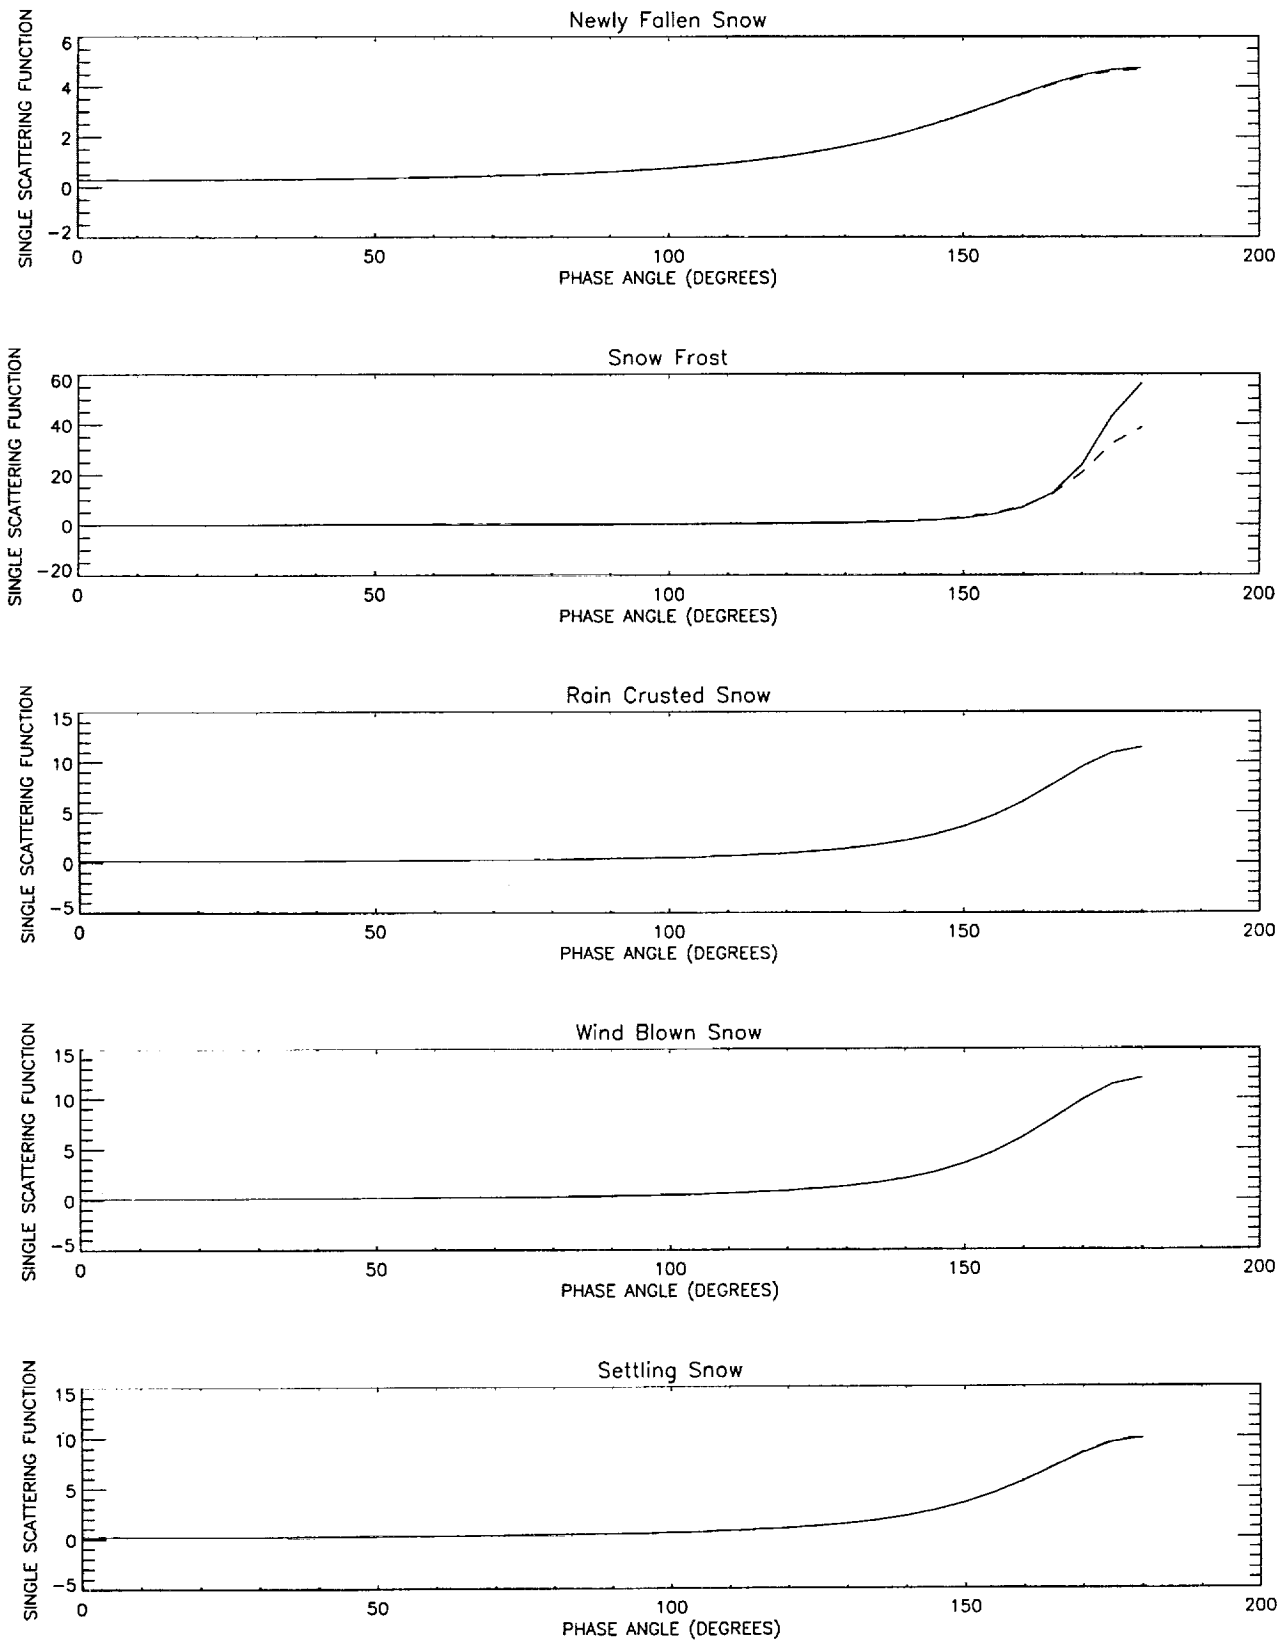 Newly Fallen Snow
SINGLE SCATTERING FUNCTION
6
4
2
0
-2
0 50 100 150 200
PHASE ANGLE (DEGREES)
Snow Frost
SINGLE SCATTERING FUNCTION
60
40
20
0
-20
0 50 100 150 200
PHASE ANGLE (DEGREES)
Rain Crusted Snow
SINGLE SCATTERING FUNCTION
15
10
5
0
-5
0 50 100 150 200
PHASE ANGLE (DEGREES)
Wind Blown Snow
SINGLE SCATTERING FUNCTION
15
10
5
0
-5
0 50 100 150 200
PHASE ANGLE (DEGREES)
Settling Snow
SINGLE SCATTERING FUNCTION
15
10
5
0
-5
0 50 100 150 200
PHASE ANGLE (DEGREES)